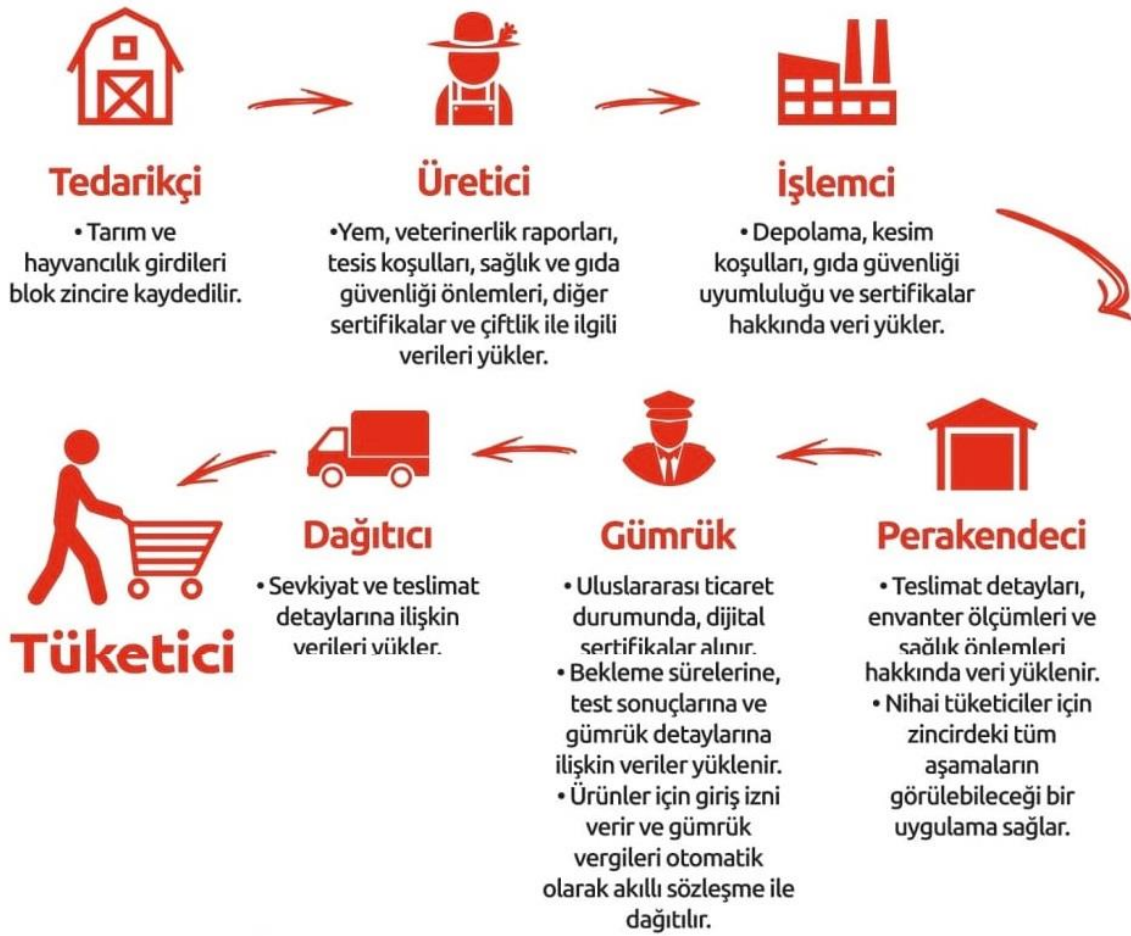 Tedarikçi
• Tarım ve
hayvancılık girdileri
blok zincire kaydedilir.
Üretici
•Yem, veterinerlik raporları,
tesis koşulları, sağlık ve gıda
güvenliği önlemleri, diğer
sertifikalar ve çiftlik ile ilgili
verileri yükler.
İşlemci
• Depolama, kesim
koşulları, gıda güvenliği
uyumluluğu ve sertifikalar
hakkında veri yükler.
Perakendeci
• Teslimat detayları,
envanter ölçümleri ve
sağlık önlemleri
hakkında veri yüklenir.
• Nihai tüketiciler için
zincirdeki tüm
aşamaların
görülebileceği bir
uygulama sağlar.
Gümrük
• Uluslararası ticaret
durumunda, dijital
sertifikalar alınır.
• Bekleme sürelerine,
test sonuçlarına ve
gümrük detaylarına
ilişkin veriler yüklenir.
• Ürünler için giriş izni
verir ve gümrük
vergileri otomatik
olarak akıllı sözleşme ile
dağıtılır.
Dağıtıcı
• Sevkiyat ve teslimat
detaylarına ilişkin
verileri yükler.
Tüketici